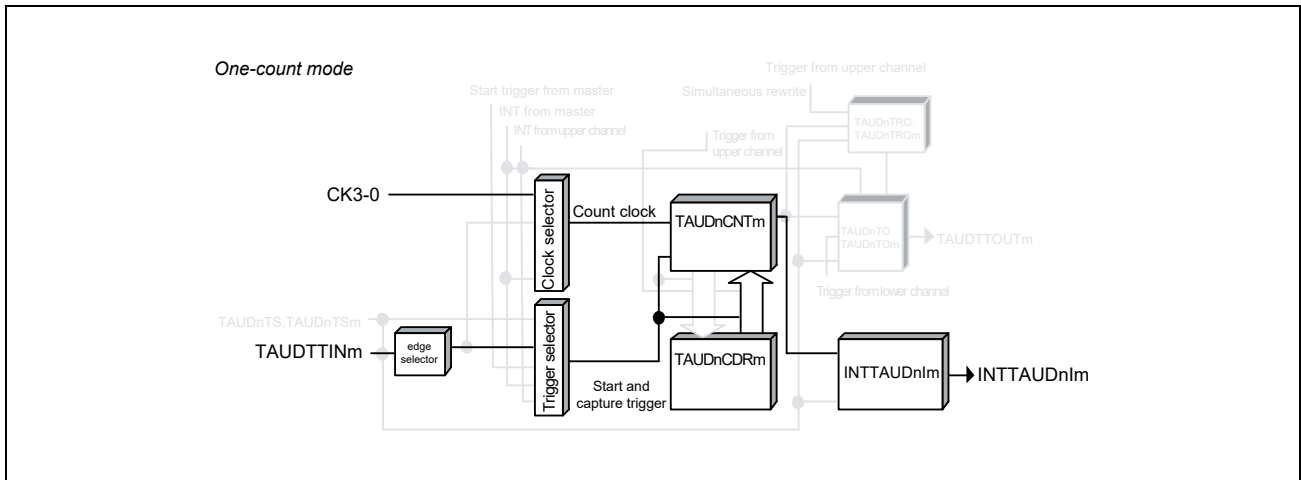 One-count mode
Trigger from upper channel
Start trigger from master
Simultaneous rewrite
INT from master
INT from upper channel
Trigger from
upper channel
TAUDnTRO.
TAUDnTROm
CK3-0
Clock selector
Count clock
TAUDnCNTm
TAUDnTO.
TAUDnTOm
TAUDTTOUTm
Trigger from lower channel
TAUDnTS.TAUDnTSm
TAUDTTINm
edge
selector
Trigger selector
Start and
capture trigger
TAUDnCDRm
INTTAUDnIm
INTTAUDnIm